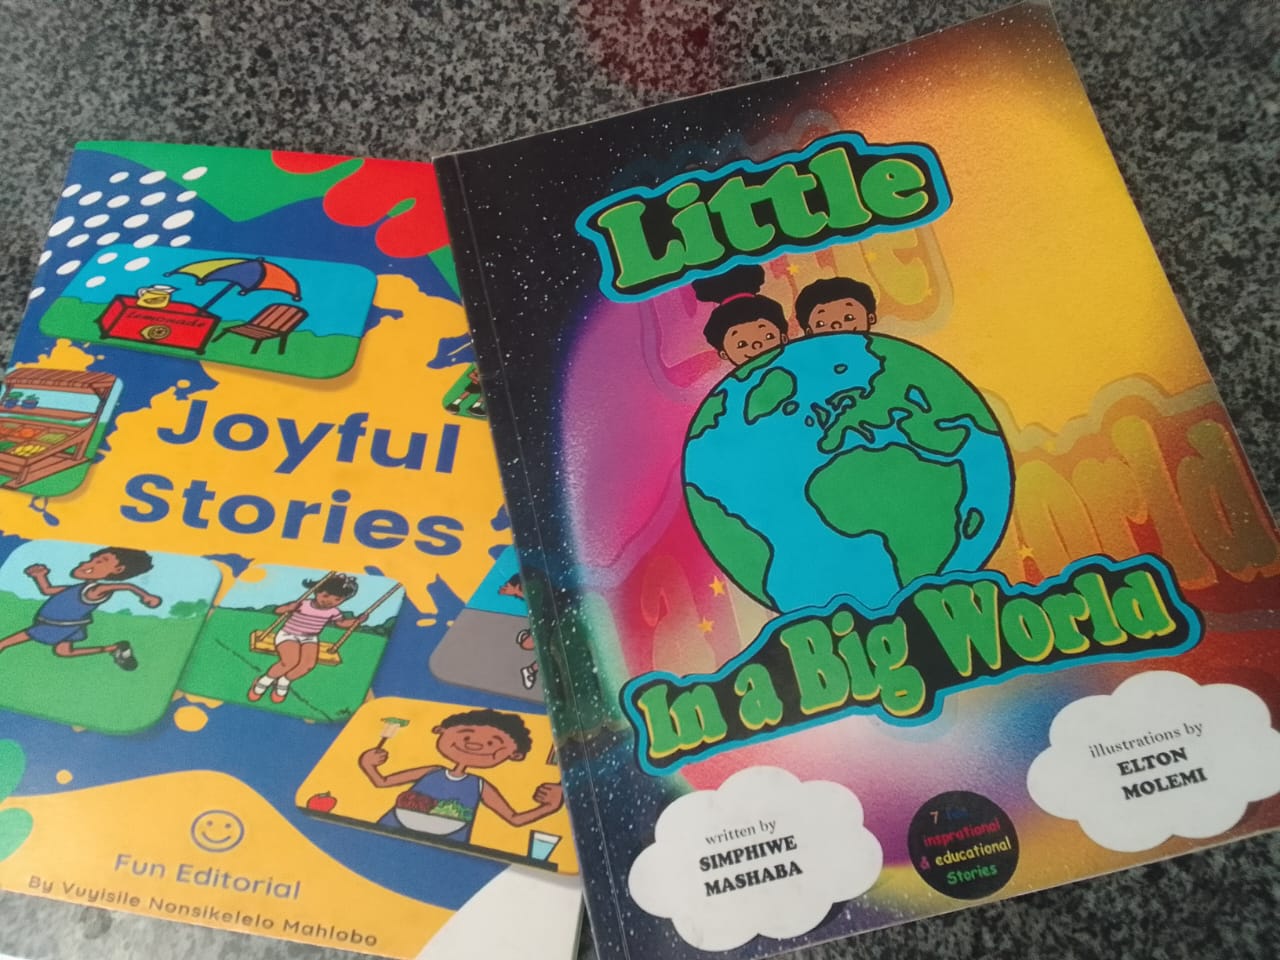 Lemonade
Joyful
Stories
Fun Editorial
By Vuyisile Nonsikelelo Mahlobo
Little
In a Big World
written by
SIMPHIWE
MASHABA
7
insprational
& educational
Stories
illustrations by
ELTON
MOLEMI